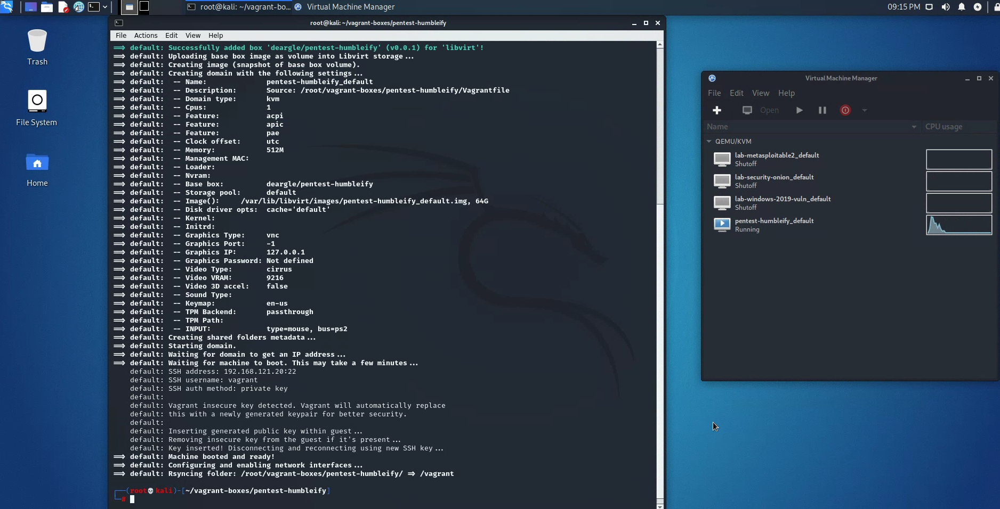 root@kali: ~/vagrant-bo...
Virtual Machine Manager
09:15 PM
Trash
File System
Home
root@kali: ~/vagrant-boxes/pentest-humbleify
File Actions Edit View Help
⟹ default: Successfully added box 'deargle/pentest-humbleify' (v0.0.1) for 'libvirt'!
⟹ default: Uploading base box image as volume into Libvirt storage...
⟹ default: Creating image (snapshot of base box volume).
⟹ default: Creating domain with the following settings...
⟹ default: -- Name: pentest-humbleify_default
⟹ default: -- Description: Source: /root/vagrant-boxes/pentest-humbleify/Vagrantfile
⟹ default: -- Domain type: kvm
⟹ default: -- Cpus: 1
⟹ default: -- Feature: acpi
⟹ default: -- Feature: apic
⟹ default: -- Feature: pae
⟹ default: -- Clock offset: utc
⟹ default: -- Memory: 512M
⟹ default: -- Management MAC:
⟹ default: -- Loader:
⟹ default: -- Nvram:
⟹ default: -- Base box: deargle/pentest-humbleify
⟹ default: -- Storage pool: default
⟹ default: -- Image(): /var/lib/libvirt/images/pentest-humbleify_default.img, 64G
⟹ default: -- Disk driver opts: cache='default'
⟹ default: -- Kernel:
⟹ default: -- Initrd:
⟹ default: -- Graphics Type: vnc
⟹ default: -- Graphics Port: -1
⟹ default: -- Graphics IP: 127.0.0.1
⟹ default: -- Graphics Password: Not defined
⟹ default: -- Video Type: cirrus
⟹ default: -- Video VRAM: 9216
⟹ default: -- Video 3D accel: false
⟹ default: -- Sound Type:
⟹ default: -- Keymap: en-us
⟹ default: -- TPM Backend: passthrough
⟹ default: -- TPM Path:
⟹ default: -- INPUT: type=mouse, bus=ps2
⟹ default: Creating shared folders metadata...
⟹ default: Starting domain.
⟹ default: Waiting for domain to get an IP address...
⟹ default: Waiting for machine to boot. This may take a few minutes...
default: SSH address: 192.168.121.20:22
default: SSH username: vagrant
default: SSH auth method: private key
default:
default: Vagrant insecure key detected. Vagrant will automatically replace
default: this with a newly generated keypair for better security.
default:
default: Inserting generated public key within guest...
default: Removing insecure key from the guest if it's present...
default: Key inserted! Disconnecting and reconnecting using new SSH key...
⟹ default: Machine booted and ready!
⟹ default: Configuring and enabling network interfaces...
⟹ default: Rsyncing folder: /root/vagrant-boxes/pentest-humbleify/ ⇒ /vagrant
┌──(root💀kali)-[~/vagrant-boxes/pentest-humbleify]
└─#
Virtual Machine Manager
File Edit View Help
Open
Name CPU usage
QEMU/KVM
lab-metasploitable2_default
Shutoff
lab-security-onion_default
Shutoff
lab-windows-2019-vuln_default
Shutoff
pentest-humbleify_default
Running